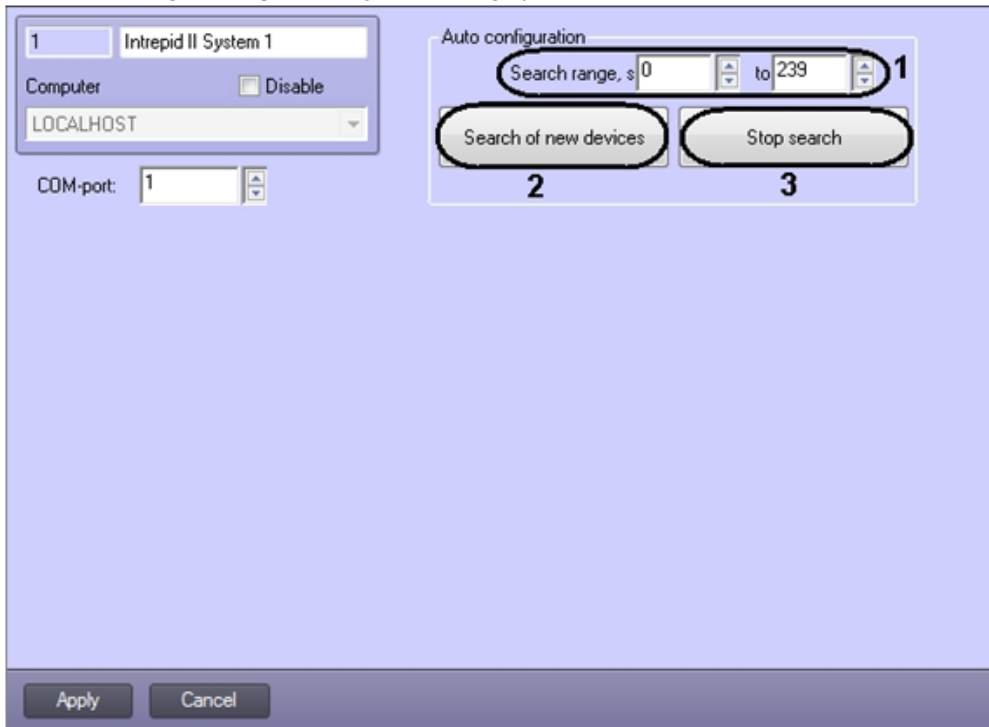 1 Intrepid II System 1
Computer Disable
LOCALHOST
COM-port: 1
Auto configuration
Search range, s 0 to 239 1
Search of new devices Stop search
2 3
Apply Cancel